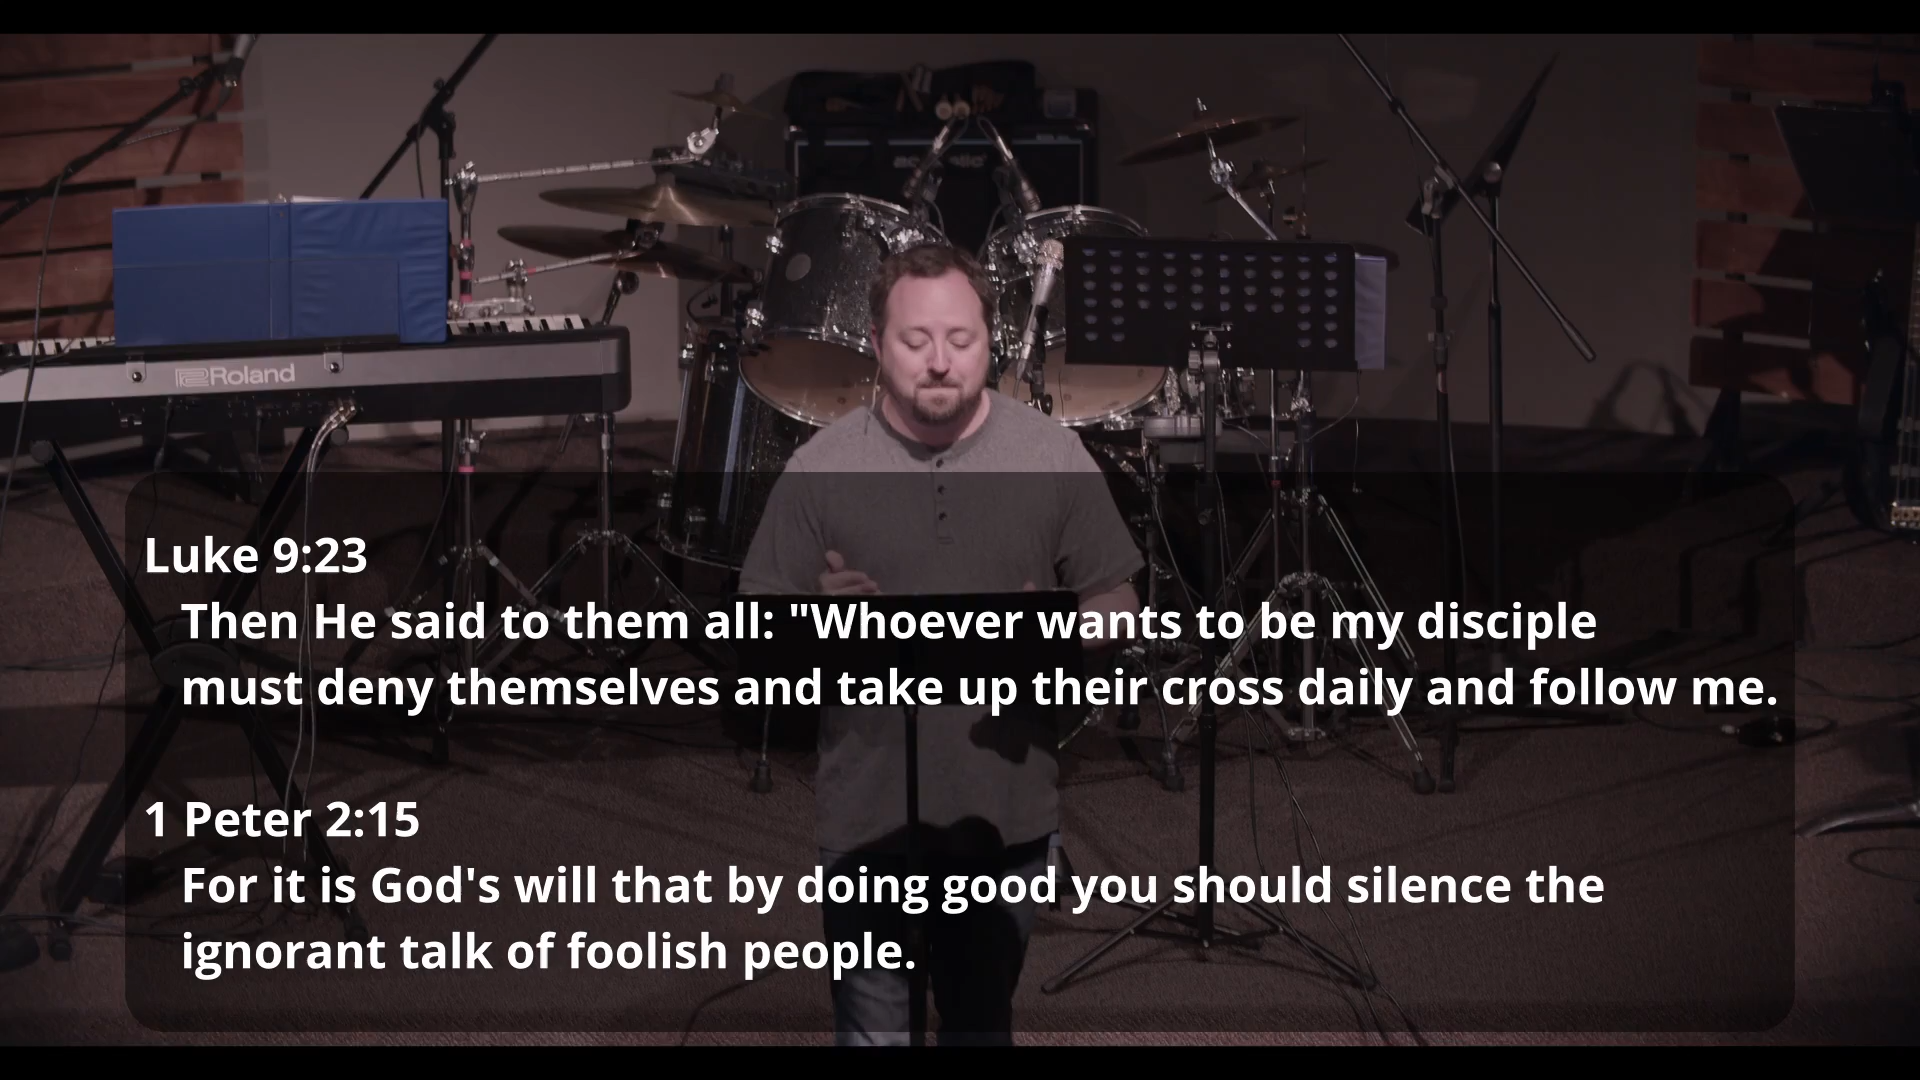 acoustic
Roland
Luke 9:23
Then He said to them all: "Whoever wants to be my disciple
must deny themselves and take up their cross daily and follow me.
1 Peter 2:15
For it is God's will that by doing good you should silence the
ignorant talk of foolish people.